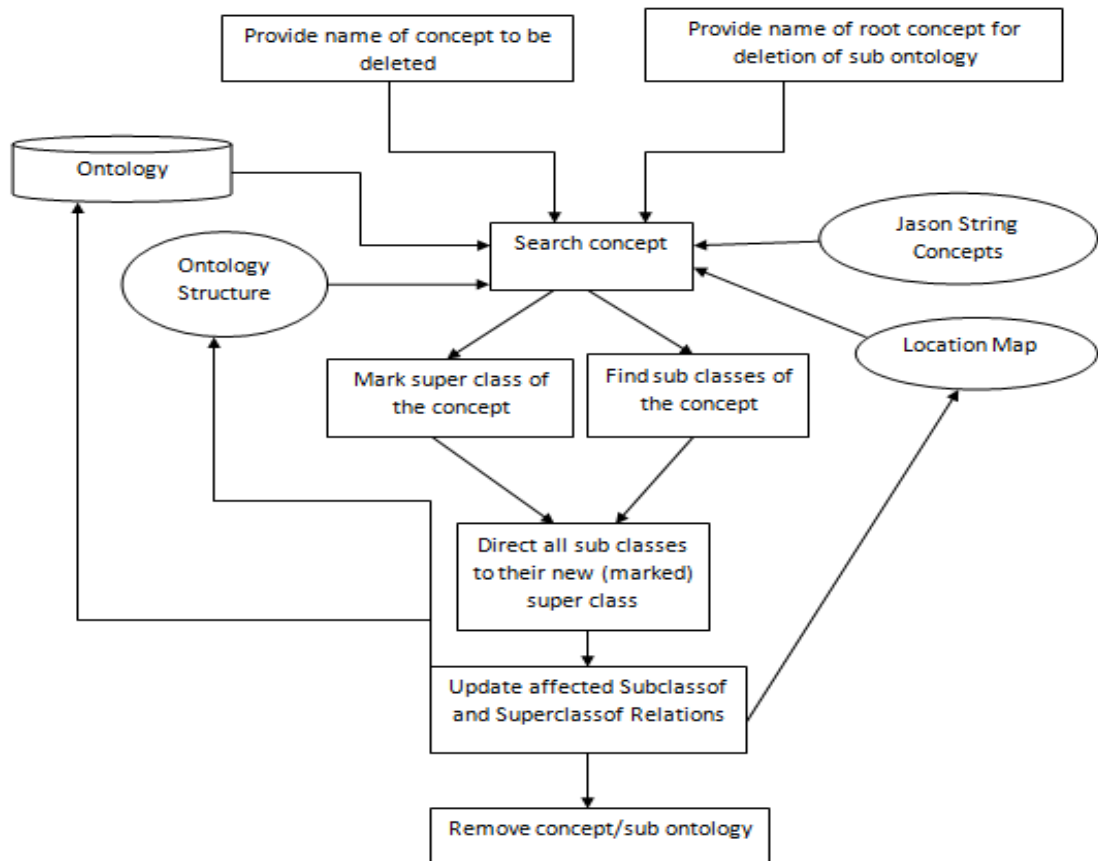 Provide name of concept to be
deleted
Provide name of root concept for
deletion of sub ontology
Ontology
Search concept
Jason String
Concepts
Ontology
Structure
Location Map
Mark super class of
the concept
Find sub classes of
the concept
Direct all sub classes
to their new (marked)
super class
Update affected Subclassof
and Superclassof Relations
Remove concept/sub ontology